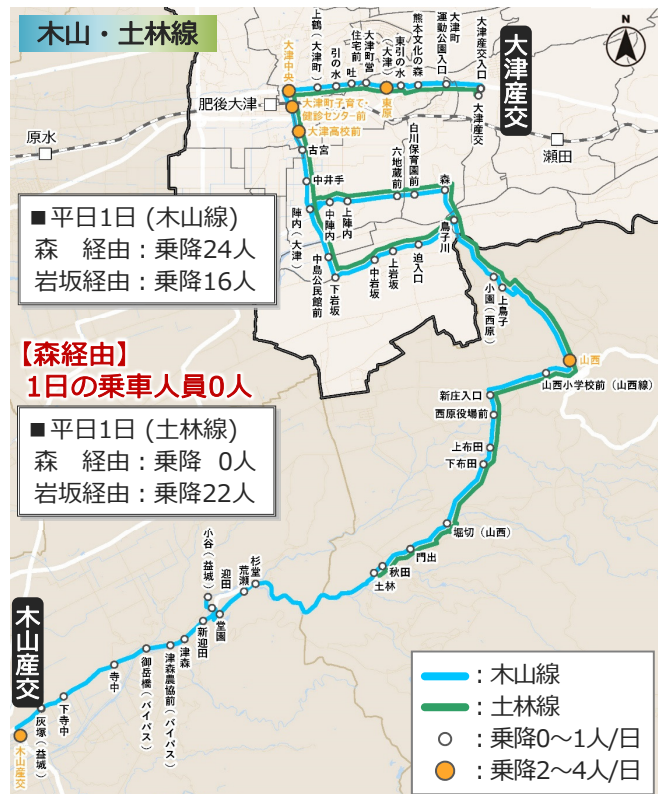 木山・土林線
N
上鶴（大津町）
引の水
吐
大津町営
住宅前
東引の水
（大津）
熊本文化の森
大津町
運動公園入口
大津産交入口
大津産交
大津中央
肥後大津
大津町子育て・
健診センター前
東原
大津産交
大津高校前
原水
瀬田
古宮
中井手
六地蔵前
白川保育園前
森
陣内（大津）
中陣内
上陣内
鳥子川
■平日1日 (木山線)
森　経由：乗降24人
岩坂経由：乗降16人
中島公民館前
下岩坂
中岩坂
上岩坂
迫入口
小園（西原）
上鳥子
【森経由】
1日の乗車人員0人
山西
山西小学校前（山西線）
新庄入口
西原役場前
■平日1日 (土林線)
森　経由：乗降 0人
岩坂経由：乗降22人
上布田
下布田
堀切（山西）
門出
秋田
土林
小谷（益城）
迎田
荒瀬
杉堂
堂園
新迎田
津森
津森農協前（バイパス）
御岳橋（バイパス）
寺中
下寺中
灰塚（益城）
木山産交
木山産交
：木山線
：土林線
：乗降0～1人/日
：乗降2～4人/日